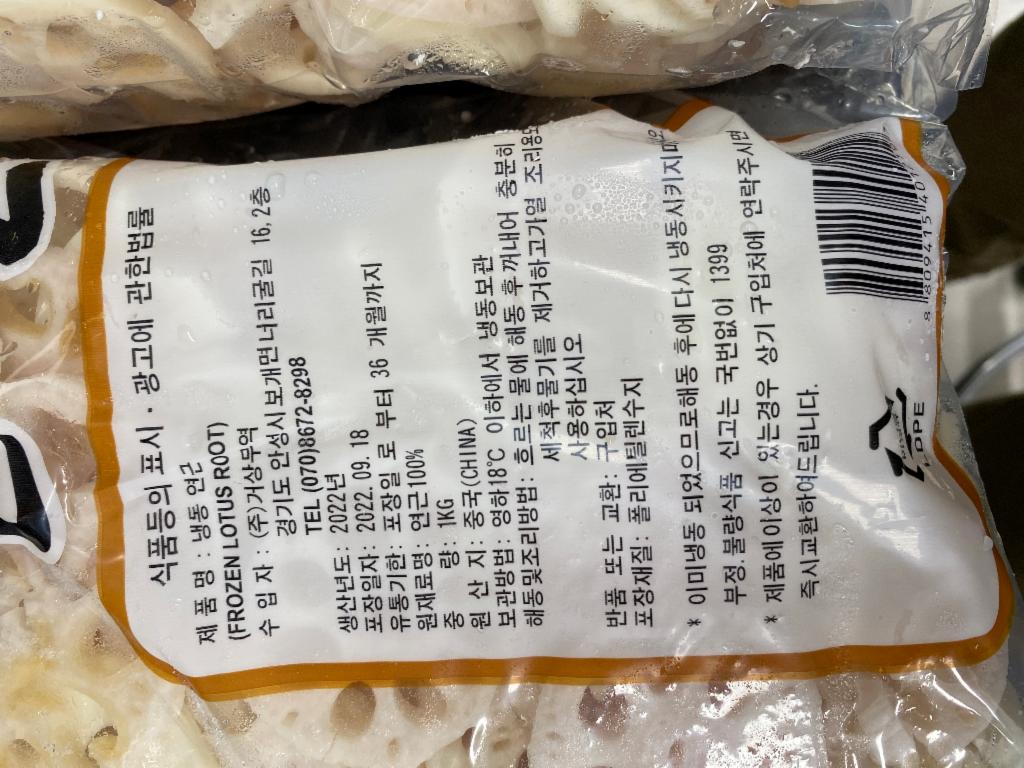 식품등의 표시 · 광고에 관한법률
제 품 명 : 냉동 연근
(FROZEN LOTUS ROOT)
수 입 자 : (주)거상무역
경기도 안성시보개면너리굴길 16, 2층
TEL (070)8672-8298
생산년도: 2022년
포장일자: 2022. 09. 18
유통기한: 포장일 로 부터 36 개월까지
원재료명: 연근100%
중 량: 1KG
원 산 지: 중국(CHINA)
보관방법: 영하18℃ 이하에서 냉동보관
해동및조리방법: 흐르는 물에 해동 후 꺼내어 충분히
세척후물기를 제거하고가열 조리용도
사용하십시오
반품 또는 교환: 구입처
포장재질: 폴리에틸렌수지
* 이미냉동 되었으므로해동 후에 다시 냉동시키지마
부정.불량식품 신고는 국번없이 1399
* 제품에이상이 있는경우 상기 구입처에 연락주시면
즉시교환하여드립니다.
LDPE
8 809415 40